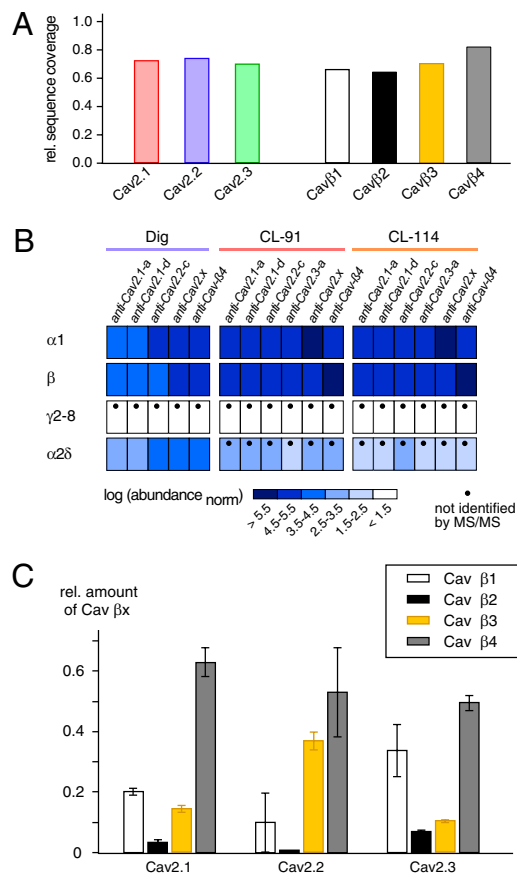 A
rel. sequence coverage
1.0
0.8
0.6
0.4
0.2
0.0
Cav2.1
Cav2.2
Cav2.3
Cavβ1
Cavβ2
Cavβ3
Cavβ4
B
Dig
CL-91
CL-114
anti-Cav2.1-a
anti-Cav2.1-d
anti-Cav2.2-c
anti-Cav2.x
anti-Cav-ß4
anti-Cav2.1-a
anti-Cav2.1-d
anti-Cav2.2-c
anti-Cav2.3-a
anti-Cav2.x
anti-Cav-ß4
anti-Cav2.1-a
anti-Cav2.1-d
anti-Cav2.2-c
anti-Cav2.3-a
anti-Cav2.x
anti-Cav-ß4
α1
β
γ2-8
α2δ
log (abundance norm)
> 5.5
4.5-5.5
3.5-4.5
2.5-3.5
1.5-2.5
< 1.5
not identified
by MS/MS
C
rel. amount
of Cav βx
Cav β1
Cav β2
Cav β3
Cav β4
0.6
0.4
0.2
0
Cav2.1
Cav2.2
Cav2.3